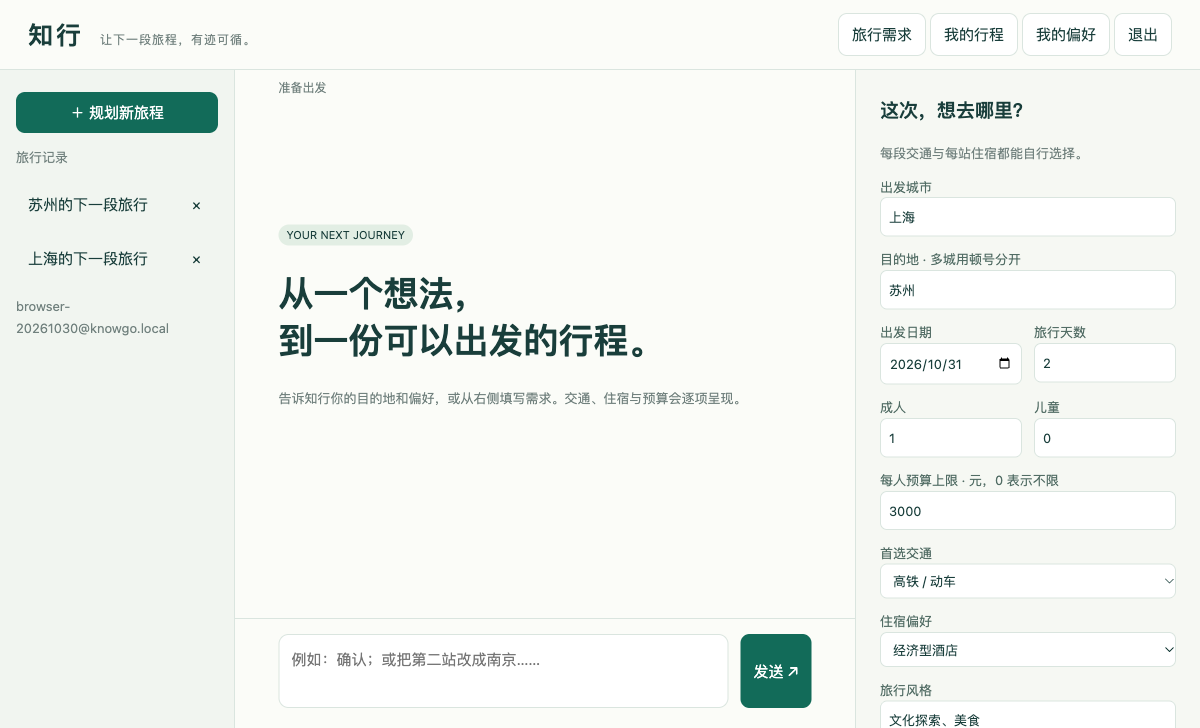 知行
让下一段旅程，有迹可循。
旅行需求
我的行程
我的偏好
退出
＋ 规划新旅程
旅行记录
苏州的下一段旅行 ×
上海的下一段旅行 ×
browser-
20261030@knowgo.local
准备出发
YOUR NEXT JOURNEY
从一个想法，
到一份可以出发的行程。
告诉知行你的目的地和偏好，或从右侧填写需求。交通、住宿与预算会逐项呈现。
例如：确认；或把第二站改成南京……
发送 ↗
这次，想去哪里？
每段交通与每站住宿都能自行选择。
出发城市
上海
目的地 · 多城用顿号分开
苏州
出发日期 旅行天数
2026/10/31 2
成人 儿童
1 0
每人预算上限 · 元，0 表示不限
3000
首选交通
高铁 / 动车
住宿偏好
经济型酒店
旅行风格
文化探索、美食